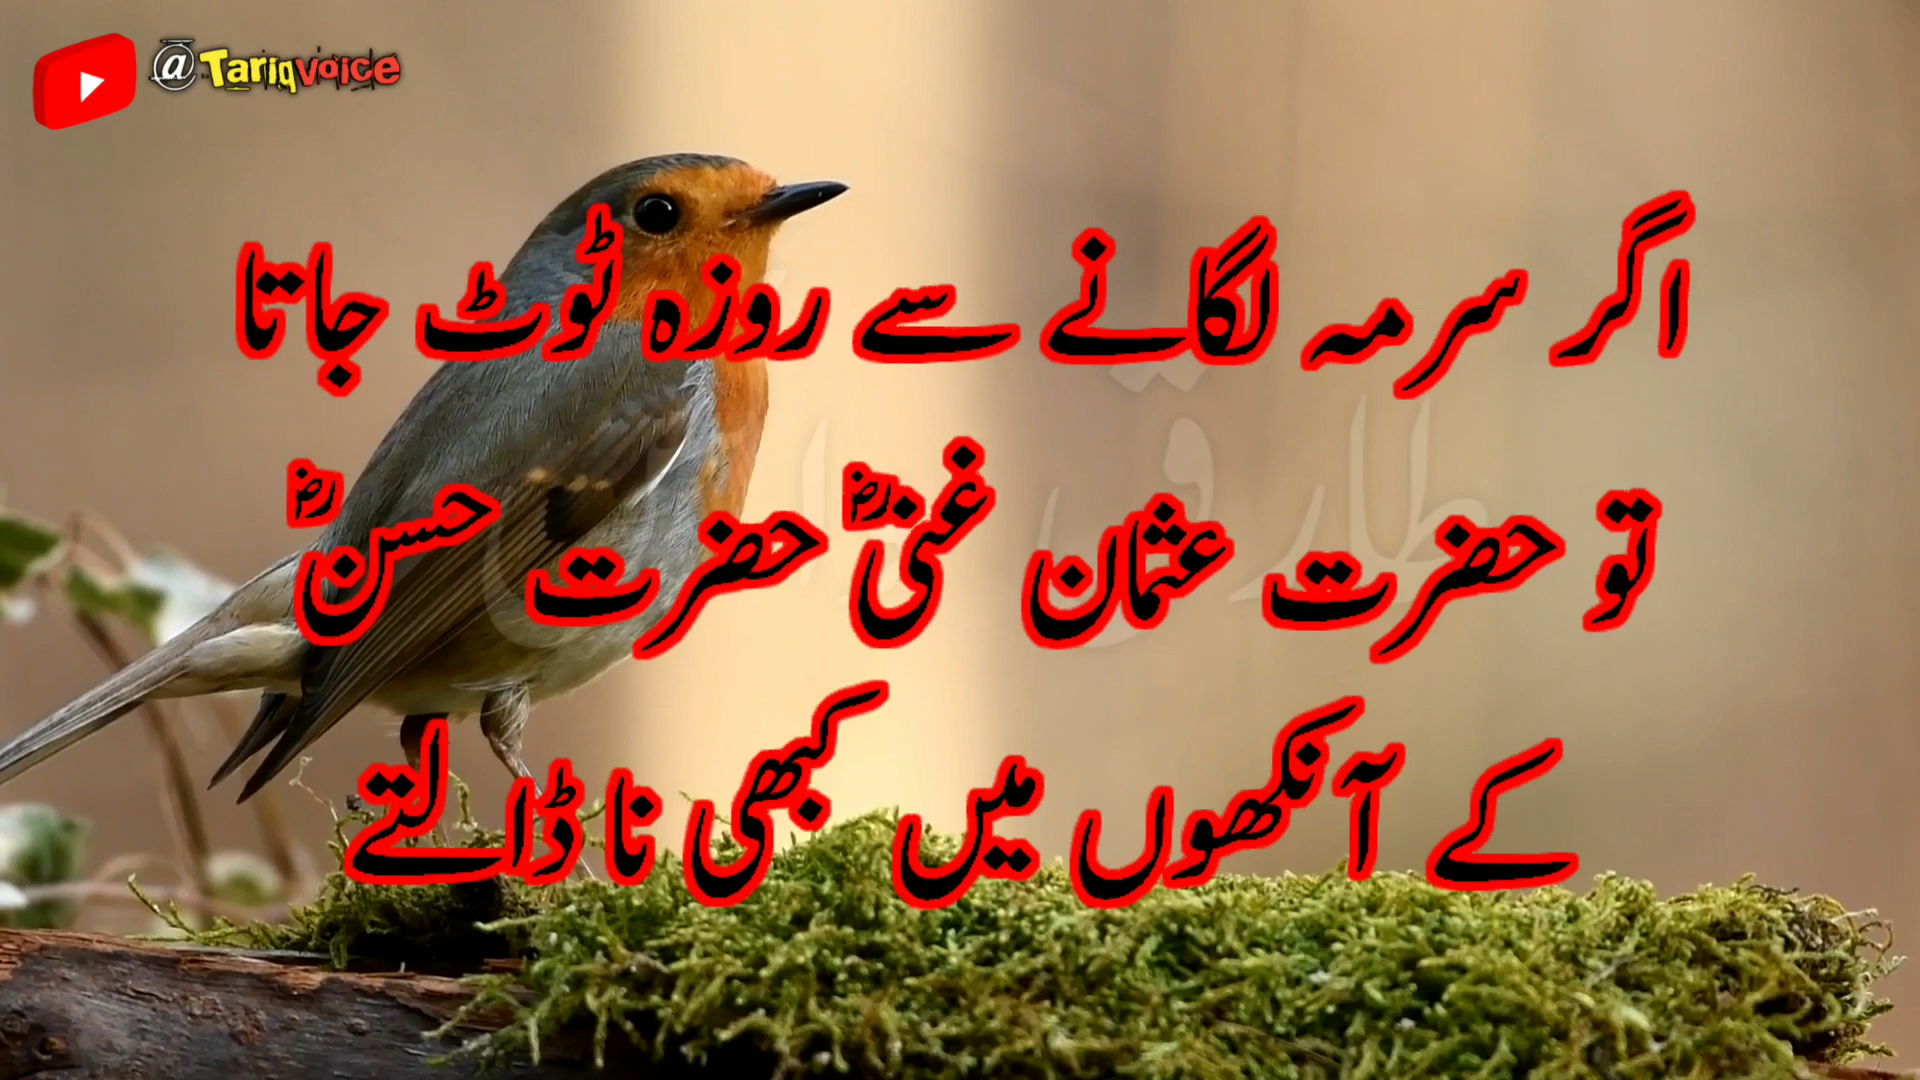 @Tariqvoice
اگر سرمہ لگانے سے روزہ ٹوٹ جاتا
تو حضرت عثمان غنیؓ حضرت حسنؓ
کے آنکھوں میں کبھی نا ڈالتے